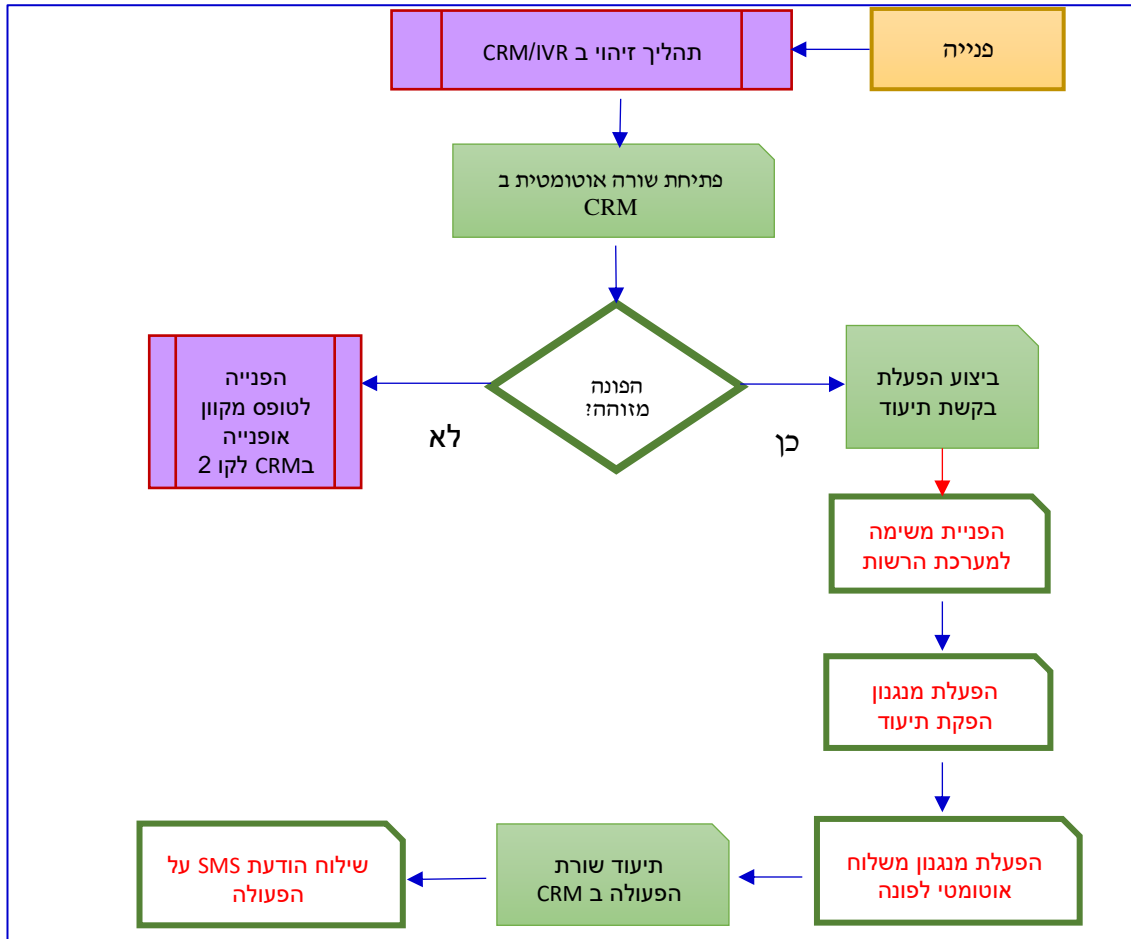 פנייה
תהליך זיהוי ב CRM/IVR
פתיחת שורה אוטומטית ב
CRM
הפונה
מזוהה?
כן
לא
הפנייה
לטופס מקוון
אופנייה
בCRM לקו 2
ביצוע הפעלת
בקשת תיעוד
הפניית משימה
למערכת הרשות
הפעלת מנגנון
הפקת תיעוד
הפעלת מנגנון משלוח
אוטומטי לפונה
תיעוד שורת
הפעולה ב CRM
שילוח הודעת SMS על
הפעולה